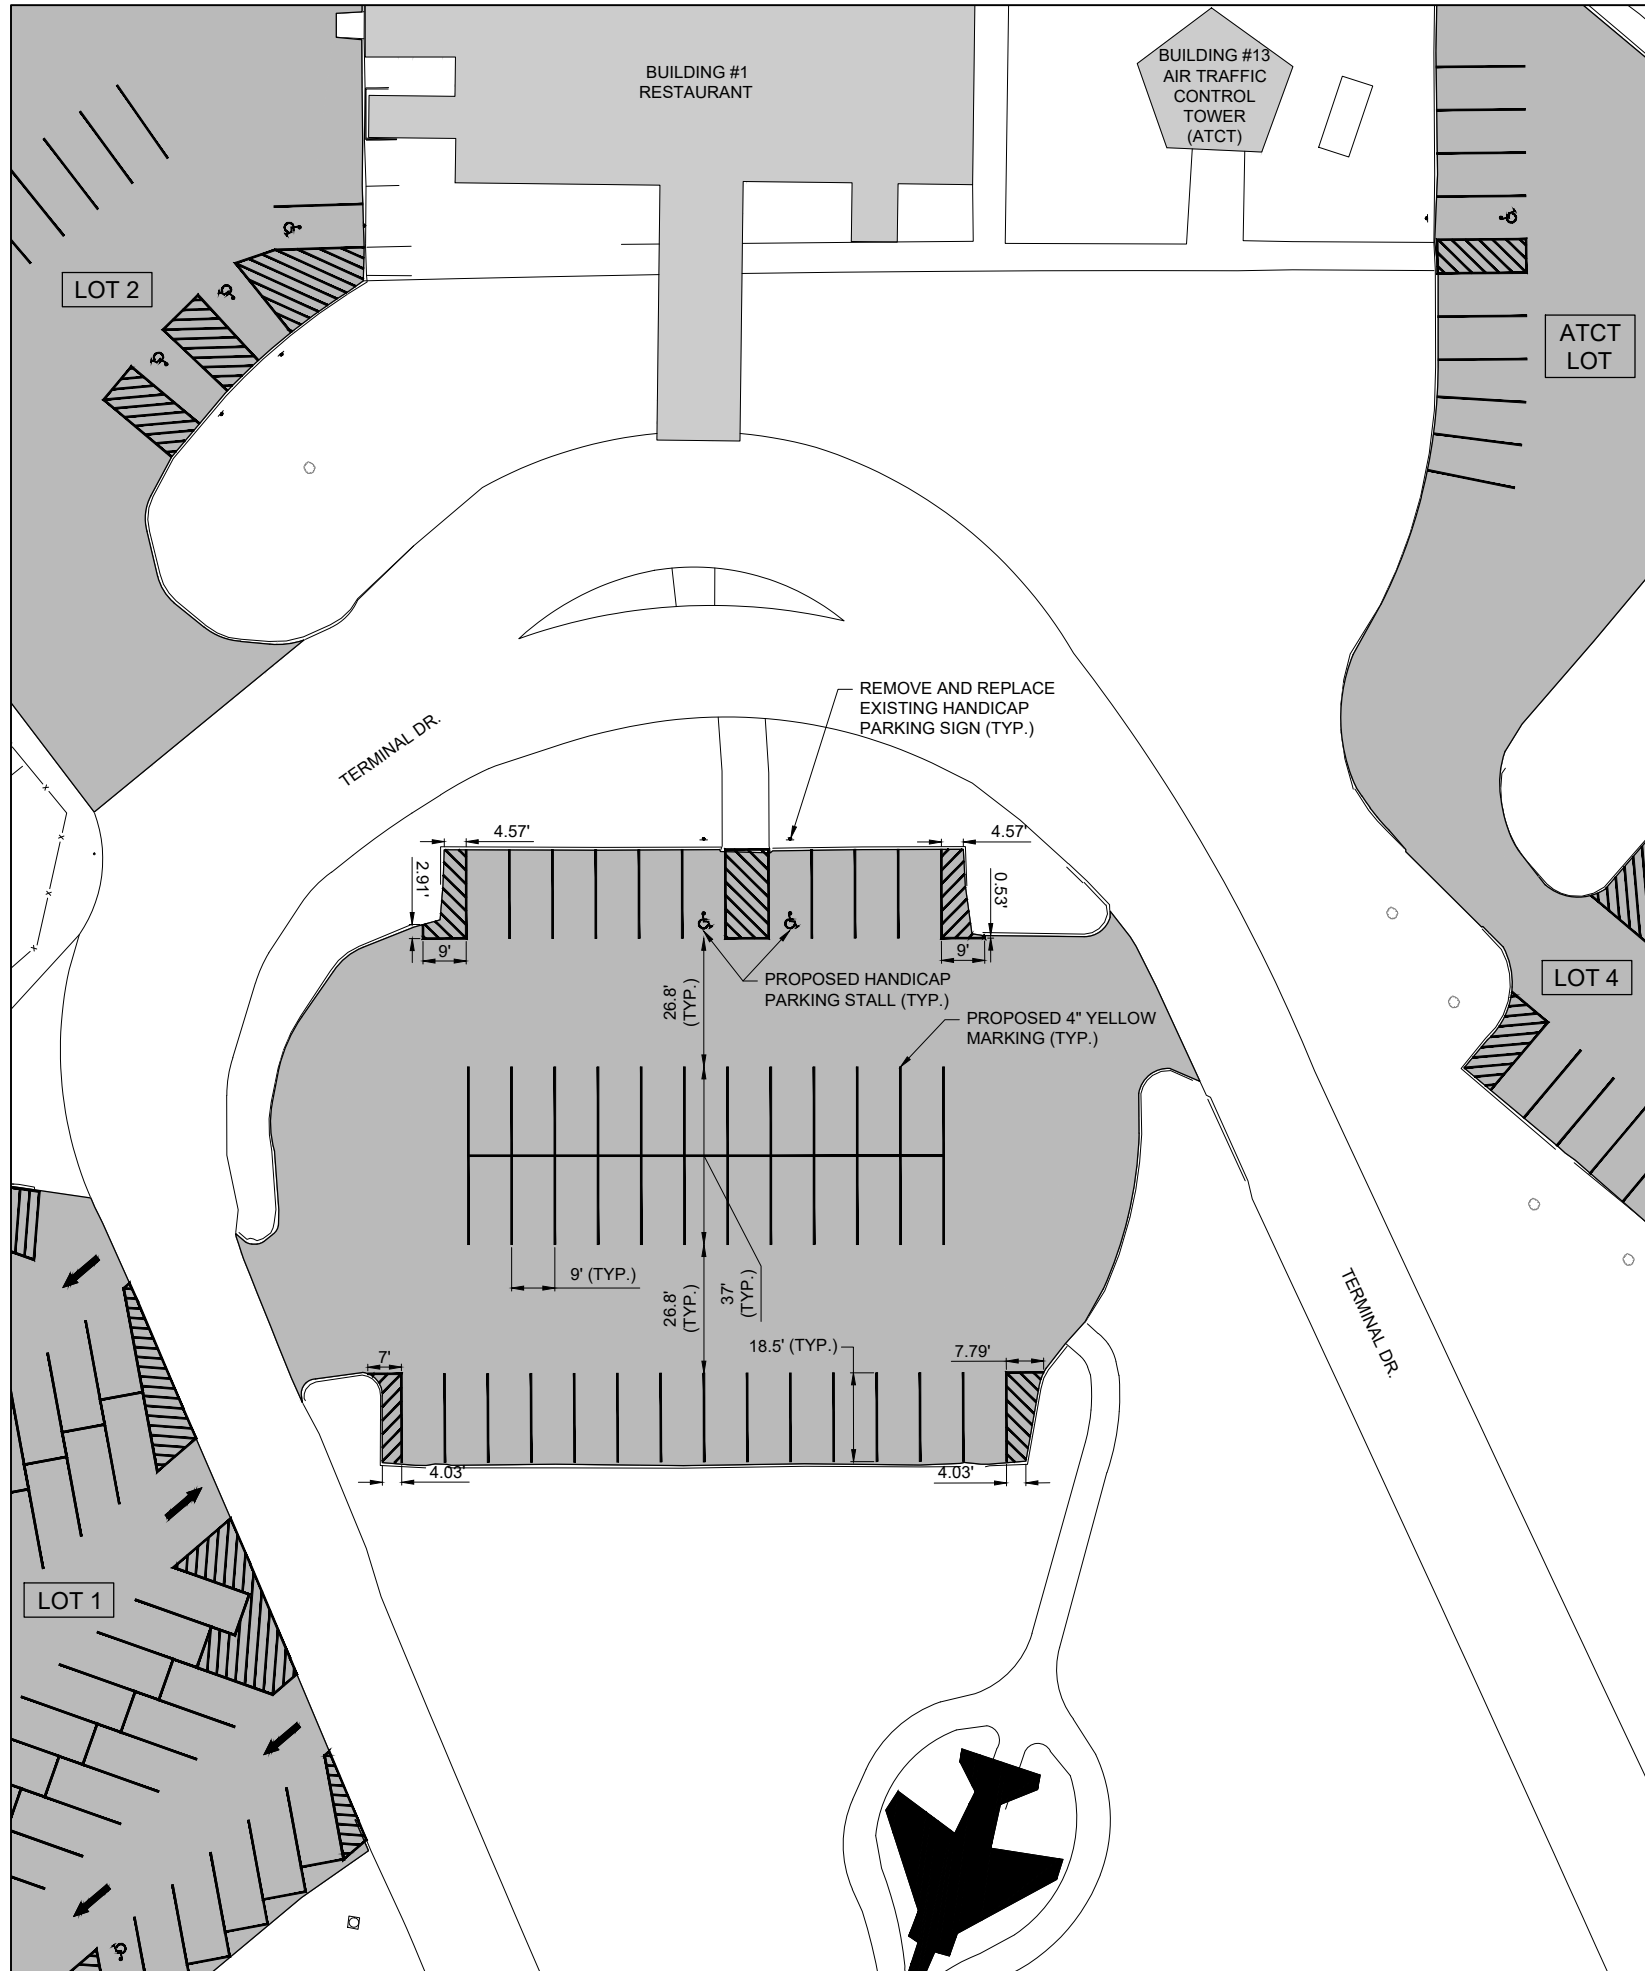 BUILDING #1
RESTAURANT
BUILDING #13
AIR TRAFFIC
CONTROL
TOWER
(ATCT)
LOT 2
ATCT
LOT
REMOVE AND REPLACE
EXISTING HANDICAP
PARKING SIGN (TYP.)
TERMINAL DR.
4.57'
4.57'
2.91'
0.53'
9'
9'
PROPOSED HANDICAP
PARKING STALL (TYP.)
LOT 4
26.8'
(TYP.)
PROPOSED 4" YELLOW
MARKING (TYP.)
9' (TYP.)
26.8'
(TYP.)
37'
(TYP.)
TERMINAL DR.
18.5' (TYP.)
7'
7.79'
4.03'
4.03'
LOT 1
x
x
x
x